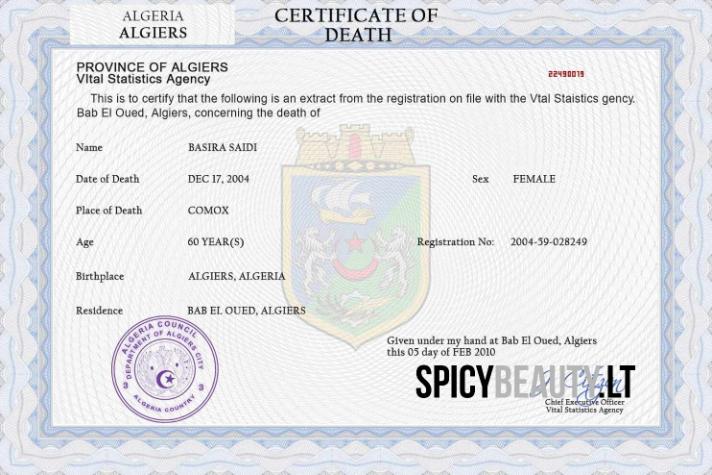 ALGERIA
ALGIERS
CERTIFICATE OF
DEATH
PROVINCE OF ALGIERS
VItal Statistics Agency
22490019
This is to certify that the following is an extract from the registration on file with the Vtal Staistics gency.
Bab El Oued, Algiers, concerning the death of
Name BASIRA SAIDI
Date of Death DEC 17, 2004 Sex FEMALE
Place of Death COMOX
Age 60 YEAR(S) Registration No: 2004-59-028249
Birthplace ALGIERS, ALGERIA
Residence BAB EL OUED, ALGIERS
ALGERIA COUNCIL
DEPARTMENT OF ALGIERS CITY
ALGERIA COUNTRY
Given under my hand at Bab El Oued, Algiers
this 05 day of FEB 2010
SPICYBEAUTY.LT
Chief Executive Officer
Vital Statistics Agency